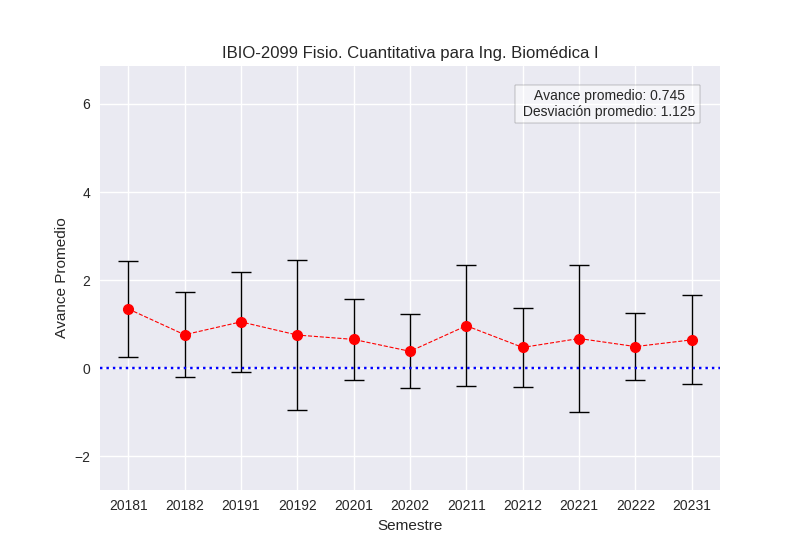 IBIO-2099 Fisio. Cuantitativa para Ing. Biomédica I
Avance promedio: 0.745
Desviación promedio: 1.125
6
4
2
0
−2
Avance Promedio
20181 20182 20191 20192 20201 20202 20211 20212 20221 20222 20231
Semestre